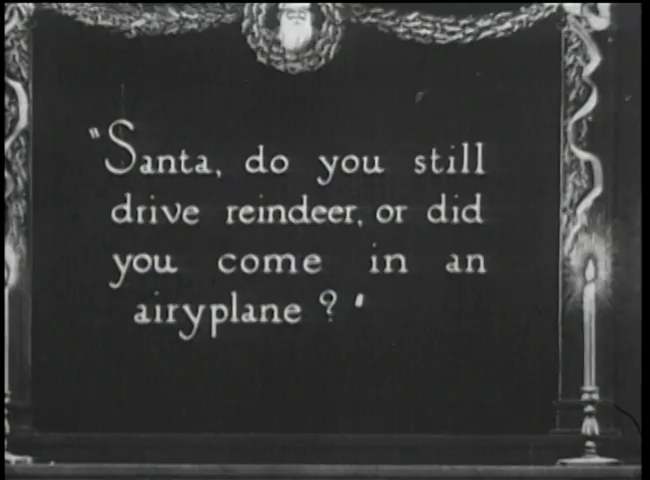 "Santa, do you still
drive reindeer, or did
you come in an
airyplane?"